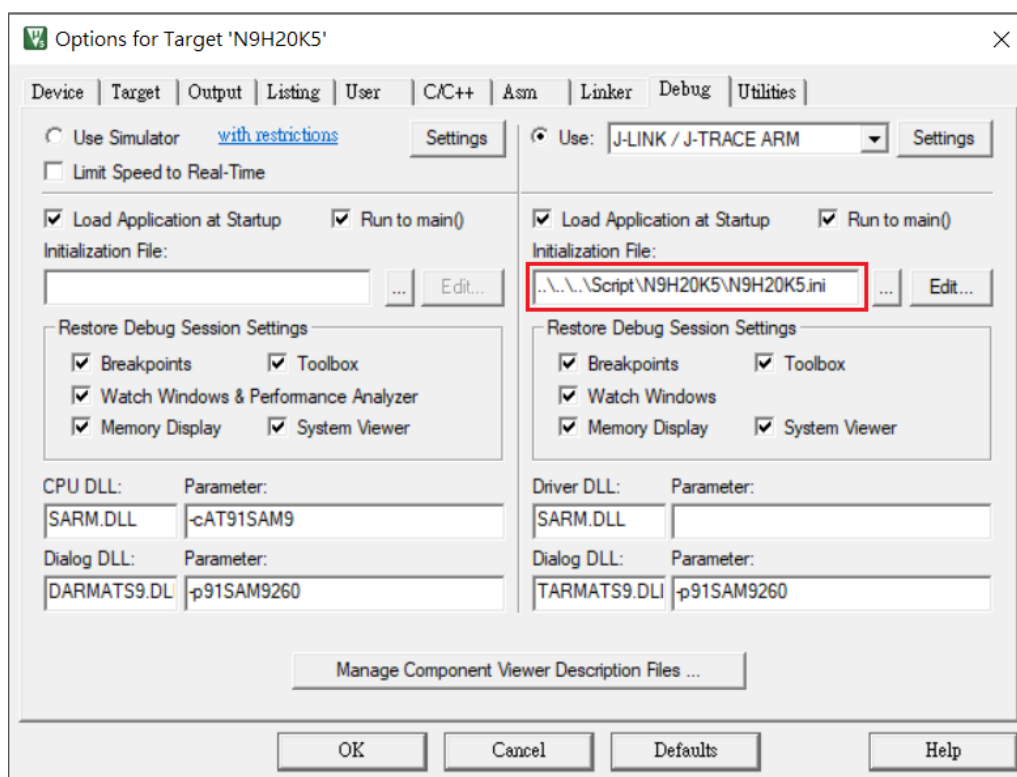 Options for Target 'N9H20K5'
Device Target Output Listing User C/C++ Asm Linker Debug Utilities
Use Simulator with restrictions Settings
Limit Speed to Real-Time
Load Application at Startup Run to main()
Initialization File:
... Edit...
Restore Debug Session Settings
Breakpoints Toolbox
Watch Windows & Performance Analyzer
Memory Display System Viewer
CPU DLL: Parameter:
SARM.DLL -cAT91SAM9
Dialog DLL: Parameter:
DARMATS9.DLI -p91SAM9260
Use: J-LINK / J-TRACE ARM Settings
Load Application at Startup Run to main()
Initialization File:
..\..\..\Script\N9H20K5\N9H20K5.ini ... Edit...
Restore Debug Session Settings
Breakpoints Toolbox
Watch Windows
Memory Display System Viewer
Driver DLL: Parameter:
SARM.DLL
Dialog DLL: Parameter:
TARMATS9.DLI -p91SAM9260
Manage Component Viewer Description Files ...
OK Cancel Defaults Help